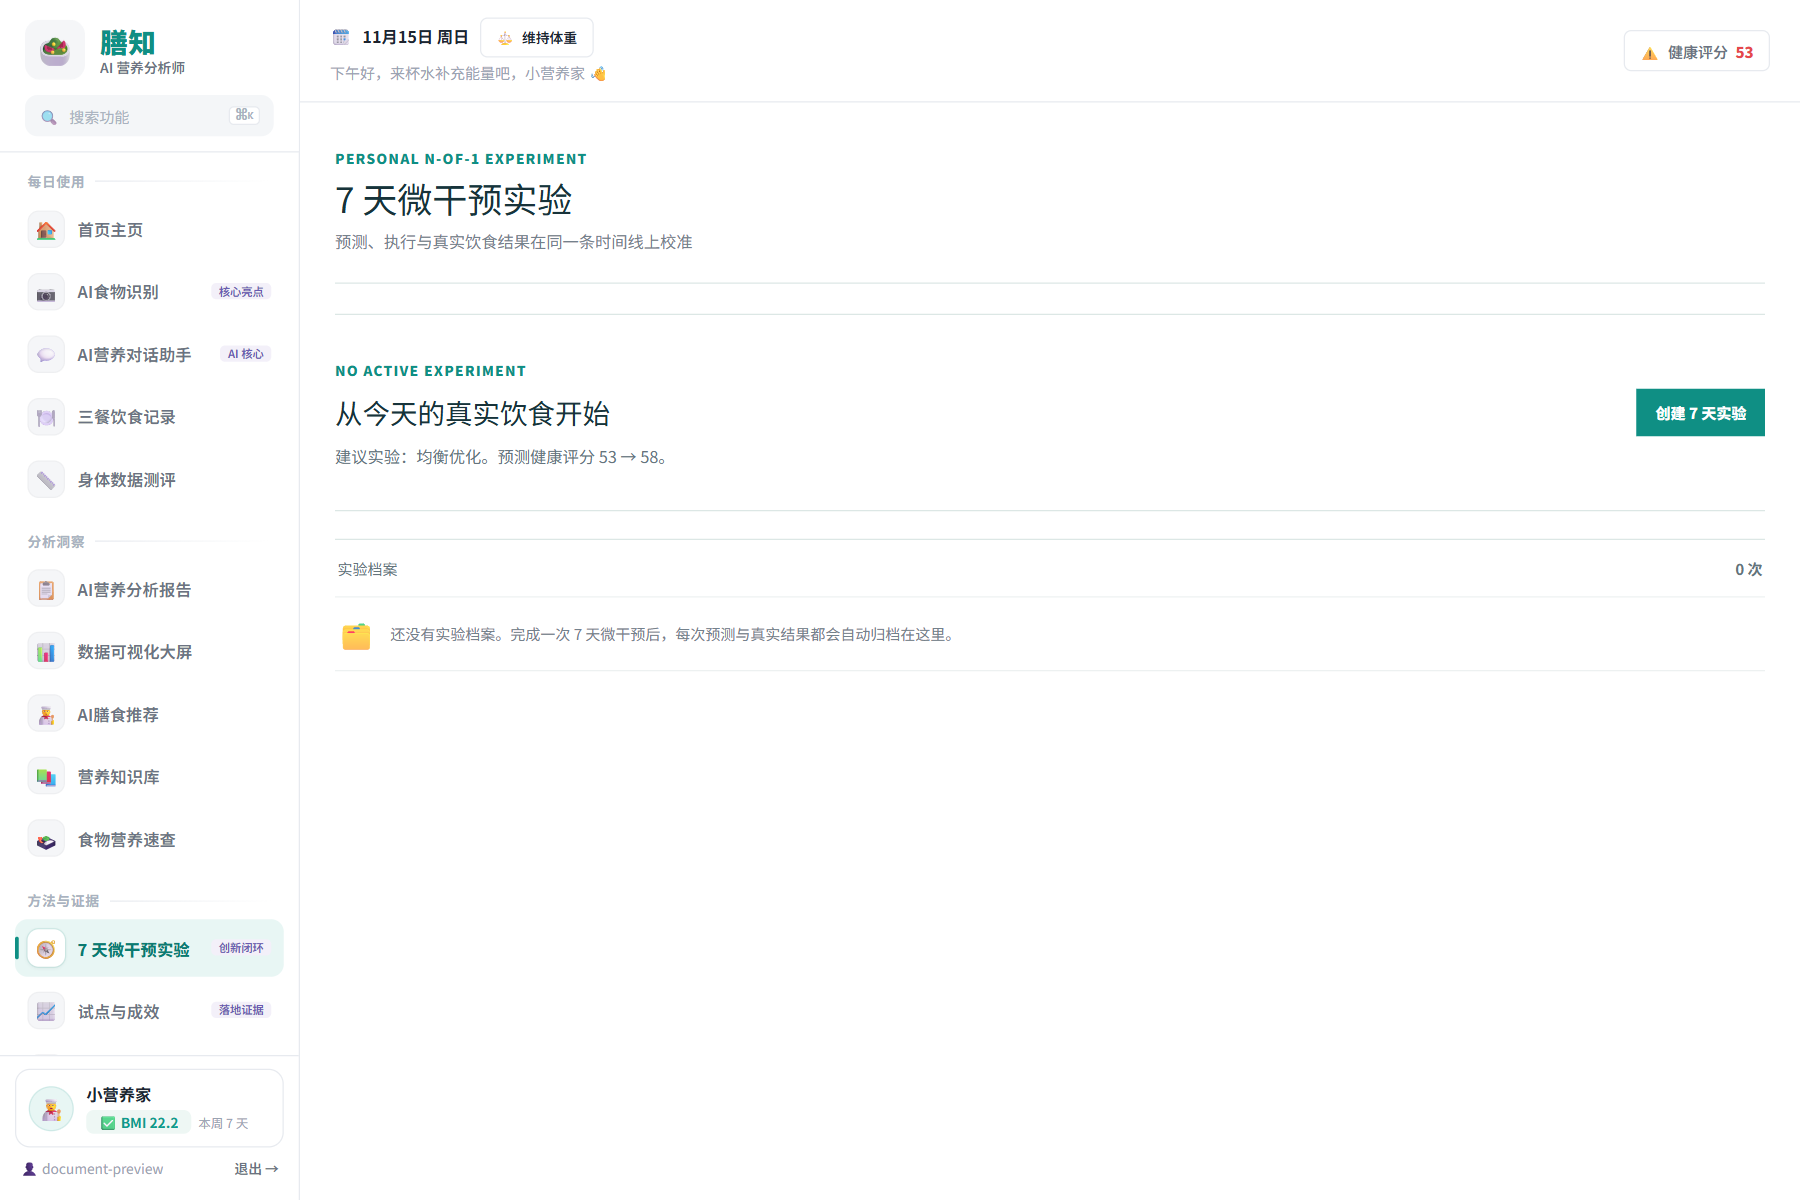 膳知
AI 营养分析师
搜索功能 ⌘K
每日使用
首页主页
AI食物识别 核心亮点
AI营养对话助手 AI 核心
三餐饮食记录
身体数据测评
分析洞察
AI营养分析报告
数据可视化大屏
AI膳食推荐
营养知识库
食物营养速查
方法与证据
7 天微干预实验 创新闭环
试点与成效 落地证据
小营养家
BMI 22.2 本周 7 天
document-preview 退出 →
11月15日 周日 维持体重
下午好，来杯水补充能量吧，小营养家
健康评分 53
PERSONAL N-OF-1 EXPERIMENT
7 天微干预实验
预测、执行与真实饮食结果在同一条时间线上校准
NO ACTIVE EXPERIMENT
从今天的真实饮食开始
建议实验：均衡优化。预测健康评分 53 → 58。
创建 7 天实验
实验档案 0 次
还没有实验档案。完成一次 7 天微干预后，每次预测与真实结果都会自动归档在这里。